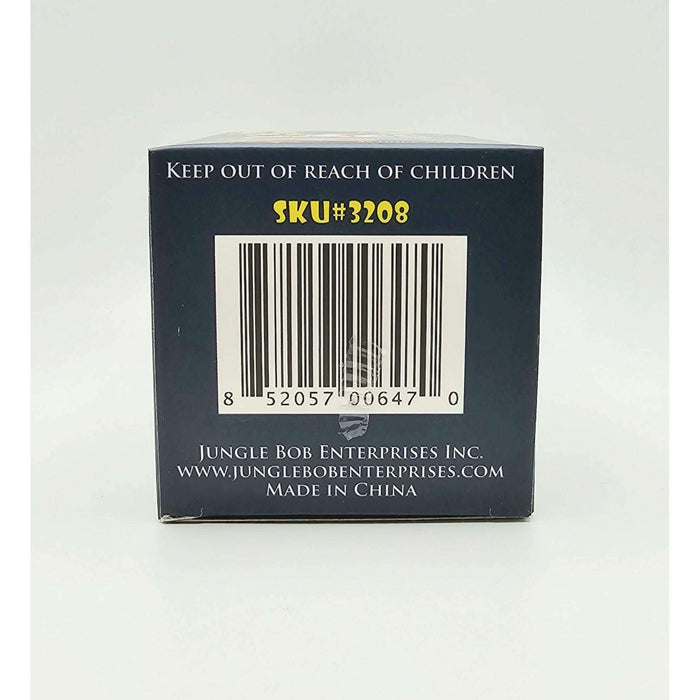 Keep out of reach of children
SKU#3208
8 52057 00647 0
Jungle Bob Enterprises Inc.
www.junglebobenterprises.com
Made in China